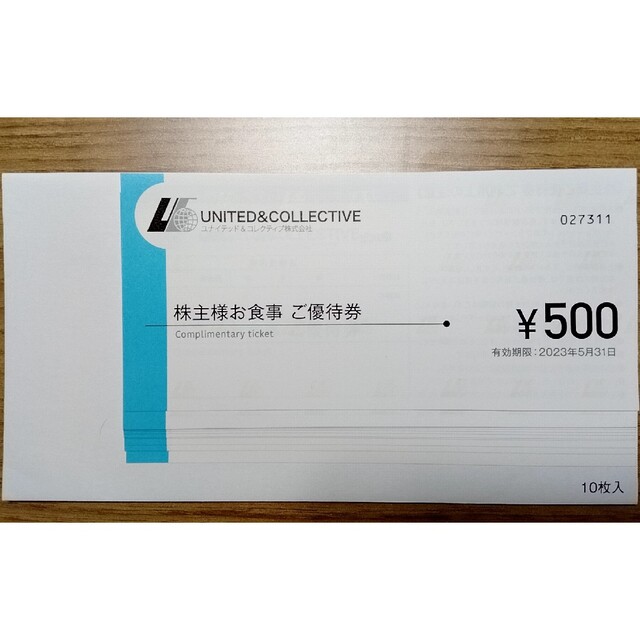 UNITED&COLLECTIVE
ユナイテッド&コレクティブ株式会社
027311
株主様お食事 ご優待券
Complimentary ticket
¥500
有効期限:2023年5月31日
10枚入